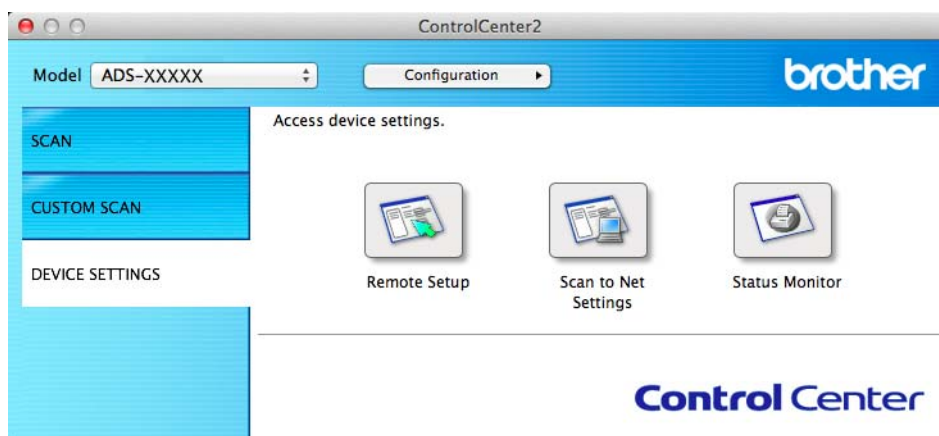 ControlCenter2
Model ADS-XXXXX Configuration
brother
SCAN
CUSTOM SCAN
DEVICE SETTINGS
Access device settings.
Remote Setup
Scan to Net
Settings
Status Monitor
Control Center